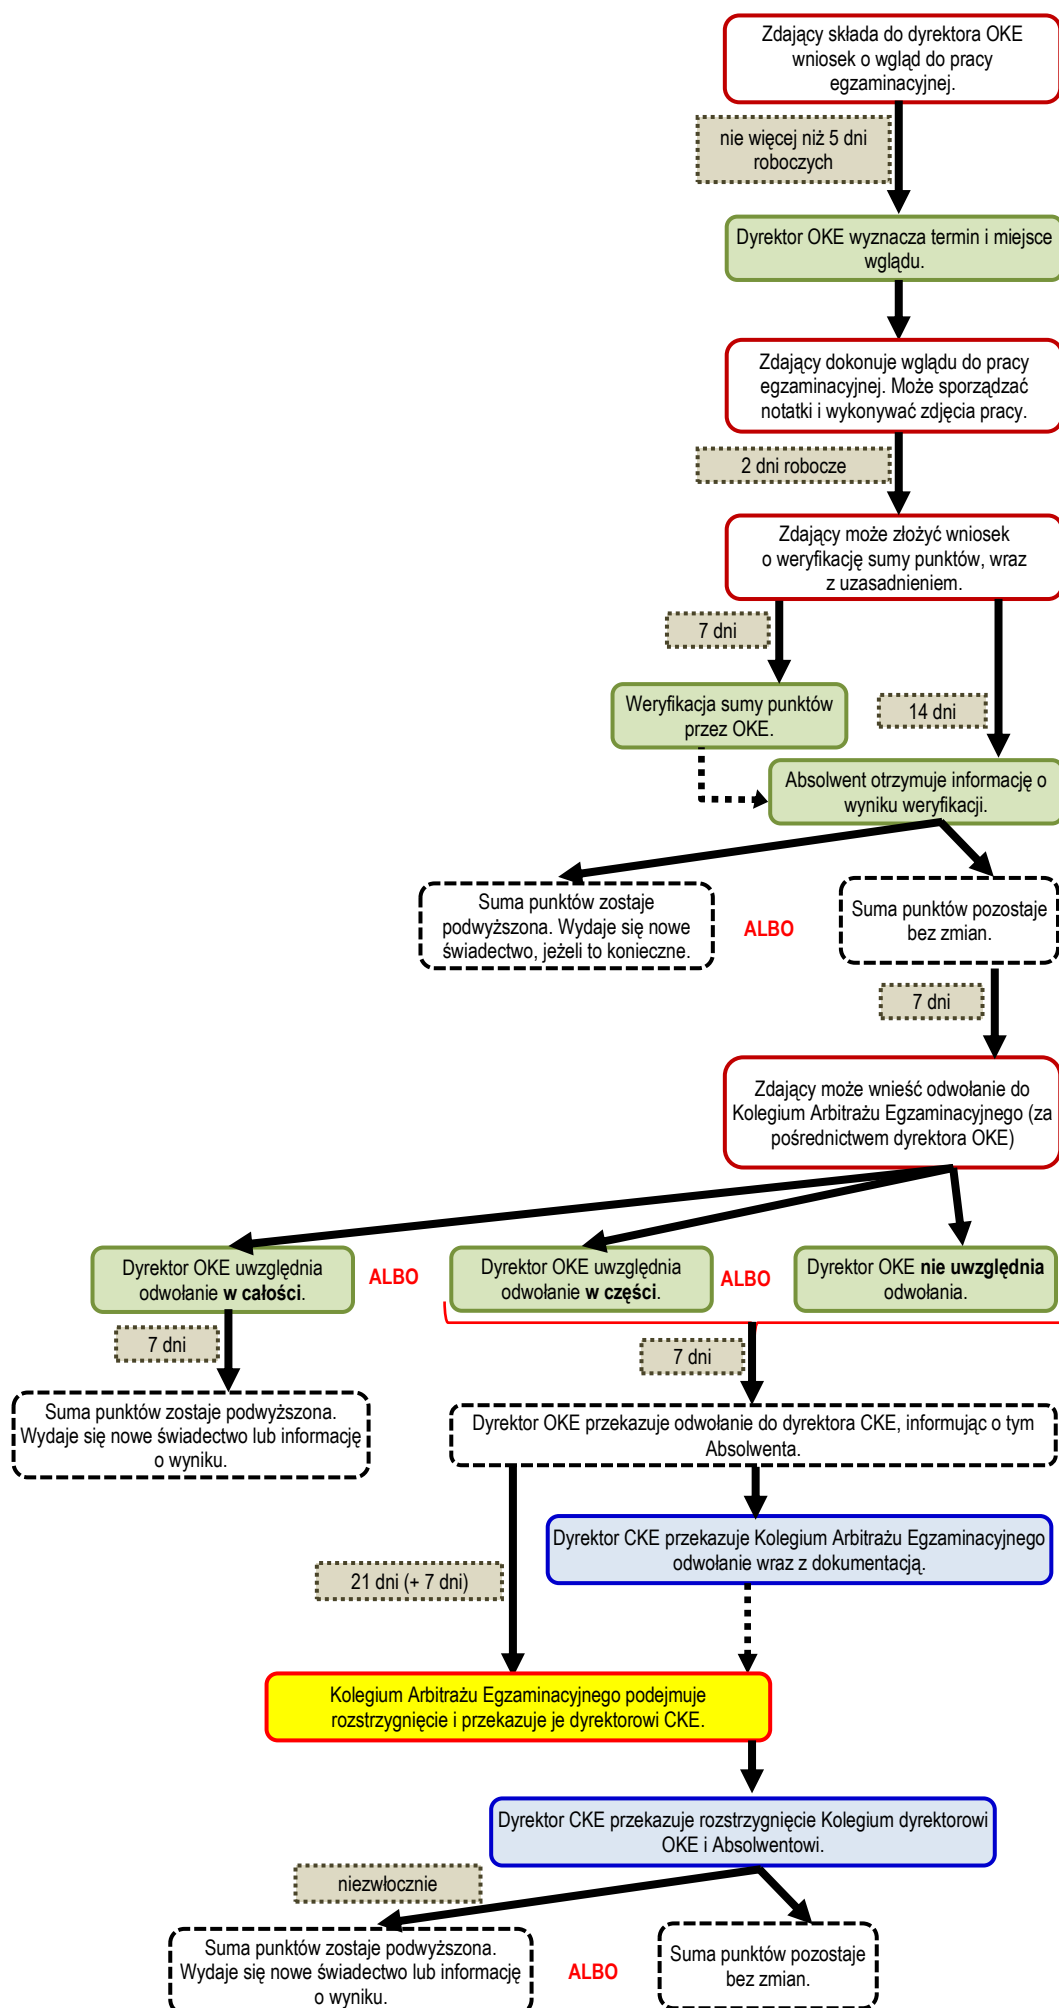 Zdający składa do dyrektora OKE
wniosek o wgląd do pracy
egzaminacyjnej.
nie więcej niż 5 dni
roboczych
Dyrektor OKE wyznacza termin i miejsce
wglądu.
Zdający dokonuje wglądu do pracy
egzaminacyjnej. Może sporządzać
notatki i wykonywać zdjęcia pracy.
2 dni robocze
Zdający może złożyć wniosek
o weryfikację sumy punktów, wraz
z uzasadnieniem.
7 dni
Weryfikacja sumy punktów
przez OKE.
14 dni
Absolwent otrzymuje informację o
wyniku weryfikacji.
Suma punktów zostaje
podwyższona. Wydaje się nowe
świadectwo, jeżeli to konieczne.
ALBO
Suma punktów pozostaje
bez zmian.
7 dni
Zdający może wnieść odwołanie do
Kolegium Arbitrażu Egzaminacyjnego (za
pośrednictwem dyrektora OKE)
Dyrektor OKE uwzględnia
odwołanie w całości.
ALBO
Dyrektor OKE uwzględnia
odwołanie w części.
ALBO
Dyrektor OKE nie uwzględnia
odwołania.
7 dni
7 dni
Suma punktów zostaje podwyższona.
Wydaje się nowe świadectwo lub informację
o wyniku.
Dyrektor OKE przekazuje odwołanie do dyrektora CKE, informując o tym
Absolwenta.
Dyrektor CKE przekazuje Kolegium Arbitrażu Egzaminacyjnego
odwołanie wraz z dokumentacją.
21 dni (+ 7 dni)
Kolegium Arbitrażu Egzaminacyjnego podejmuje
rozstrzygnięcie i przekazuje je dyrektorowi CKE.
Dyrektor CKE przekazuje rozstrzygnięcie Kolegium dyrektorowi
OKE i Absolwentowi.
niezwłocznie
Suma punktów zostaje podwyższona.
Wydaje się nowe świadectwo lub informację
o wyniku.
ALBO
Suma punktów pozostaje
bez zmian.